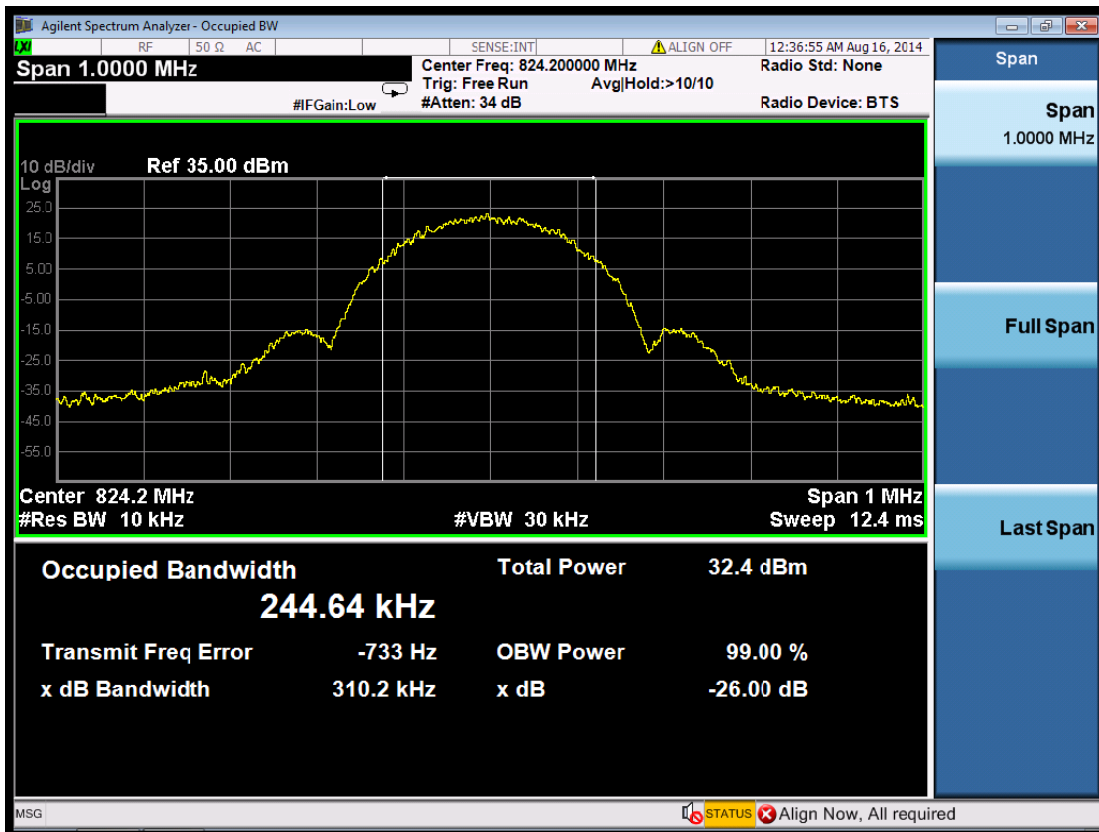 Agilent Spectrum Analyzer - Occupied BW
LXI RF 50 Ω AC SENSE:INT ALIGN OFF 12:36:55 AM Aug 16, 2014
Span 1.0000 MHz
Center Freq: 824.200000 MHz
Radio Std: None
Trig: Free Run Avg|Hold:>10/10
#IFGain:Low #Atten: 34 dB
Radio Device: BTS
Span
Span
1.0000 MHz
Full Span
Last Span
10 dB/div Ref 35.00 dBm
Log
25.0
15.0
5.00
-5.00
-15.0
-25.0
-35.0
-45.0
-55.0
Center 824.2 MHz Span 1 MHz
#Res BW 10 kHz #VBW 30 kHz Sweep 12.4 ms
Occupied Bandwidth Total Power 32.4 dBm
244.64 kHz
Transmit Freq Error -733 Hz OBW Power 99.00 %
x dB Bandwidth 310.2 kHz x dB -26.00 dB
MSG STATUS Align Now, All required